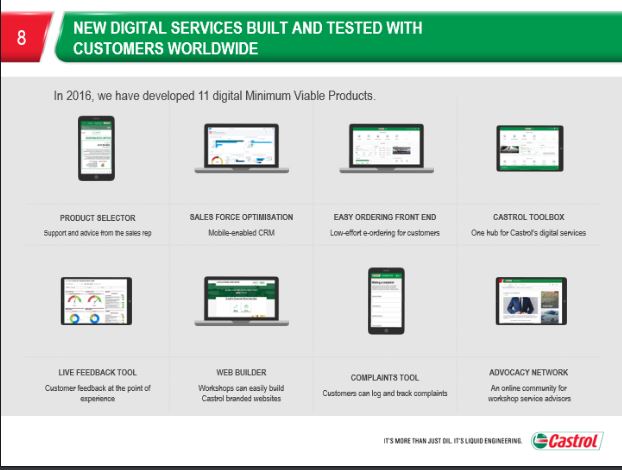 8
NEW DIGITAL SERVICES BUILT AND TESTED WITH
CUSTOMERS WORLDWIDE
In 2016, we have developed 11 digital Minimum Viable Products.
PRODUCT SELECTOR
Support and advice from the sales rep
SALES FORCE OPTIMISATION
Mobile-enabled CRM
EASY ORDERING FRONT END
Low-effort e-ordering for customers
CASTROL TOOLBOX
One hub for Castrol's digital services
LIVE FEEDBACK TOOL
Customer feedback at the point of
experience
WEB BUILDER
Workshops can easily build
Castrol branded websites
COMPLAINTS TOOL
Customers can log and track complaints
ADVOCACY NETWORK
An online community for
workshop service advisors
IT'S MORE THAN JUST OIL. IT'S LIQUID ENGINEERING.
Castrol